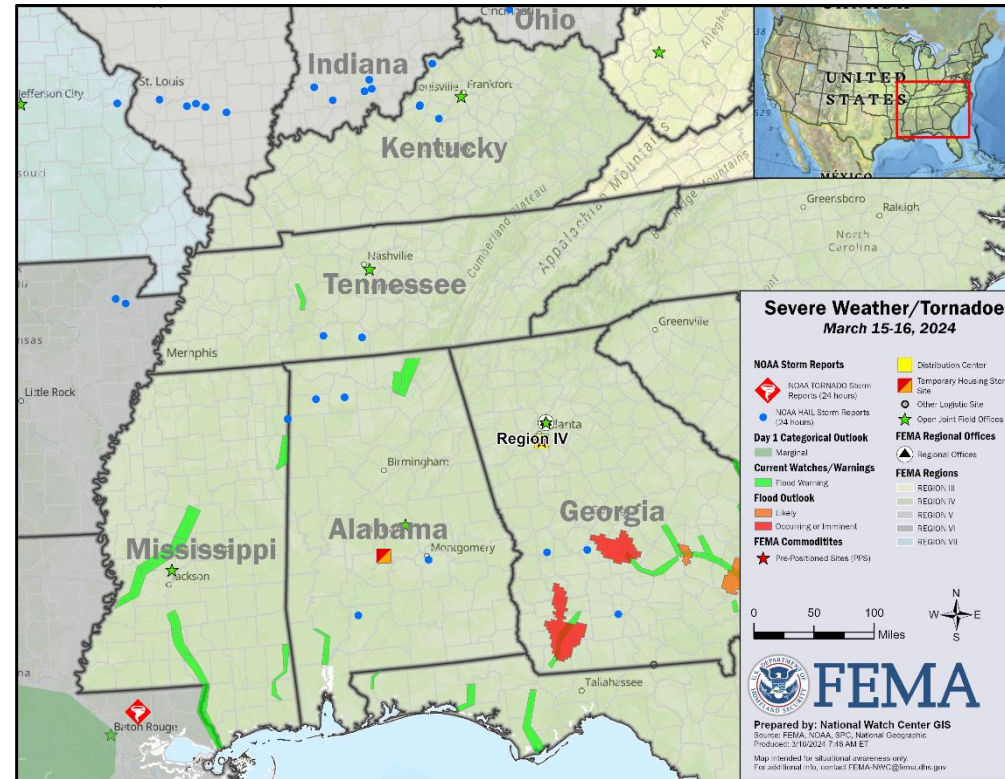 Ohio
Indiana
St. Louis
Jefferson City
Louisville
Frankfort
Kentucky
Appalachian Mountains
Cumberland Plateau
UNITED
STATES
MÉXICO
Greensboro
Raleigh
North
Carolina
Nashville
Tennessee
Memphis
Greenville
Little Rock
Atlanta
Region IV
Birmingham
Georgia
Alabama
Montgomery
Mississippi
Jackson
Tallahassee
Baton Rouge
Severe Weather/Tornadoe
March 15-16, 2024
NOAA Storm Reports
NOAA TORNADO Storm
Reports (24 hours)
NOAA HAIL Storm Reports
(24 hours)
Day 1 Categorical Outlook
Marginal
Current Watches/Warnings
Flood Warning
Flood Outlook
Likely
Occurring or Imminent
FEMA Commoditites
Pre-Positioned Sites (PPS)
Distribution Center
Temporary Housing Stor
Site
Other Logistic Site
Open Joint Field Offices
FEMA Regional Offices
Regional Offices
FEMA Regions
REGION III
REGION IV
REGION V
REGION VI
REGION VII
N
W
E
S
0 50 100
Miles
FEMA
Prepared by: National Watch Center GIS
Source: FEMA, NOAA, SPC, National Geographic
Produced: 3/16/2024 7:46 AM ET
Map intended for situational awareness only.
For additional info, contact FEMA-NWC@fema.dhs.gov